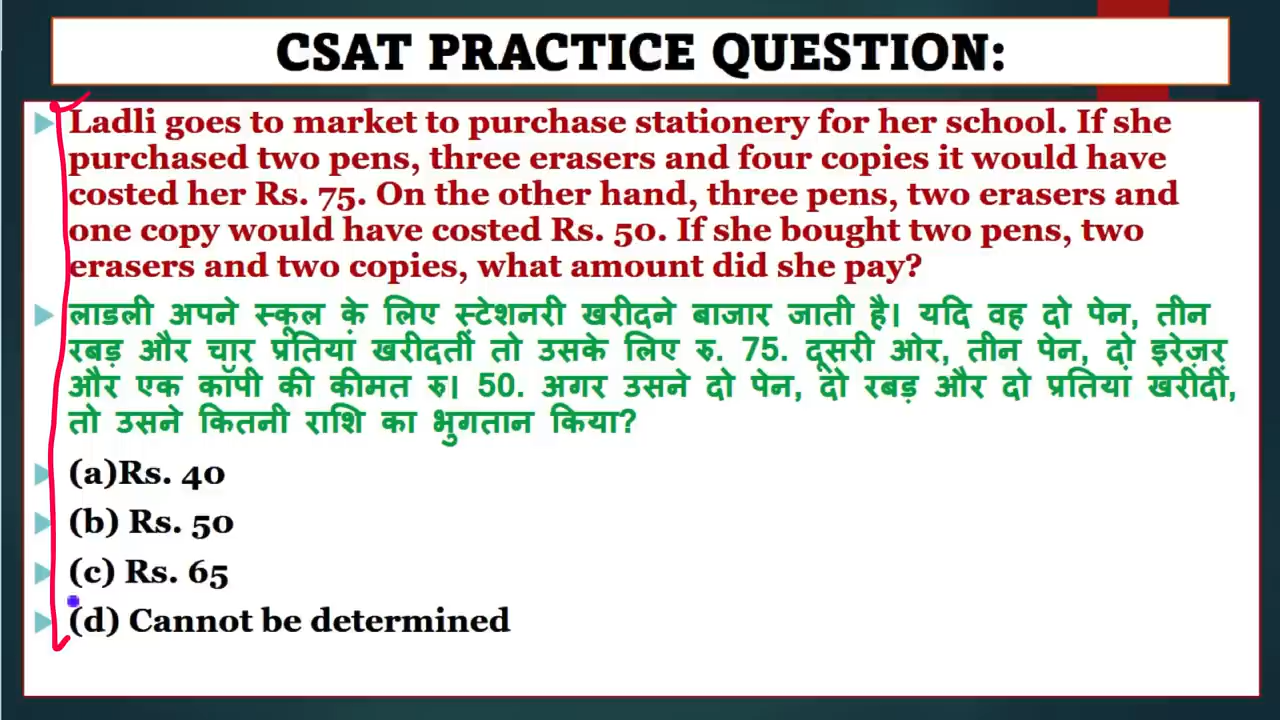 CSAT PRACTICE QUESTION:
Ladli goes to market to purchase stationery for her school. If she
purchased two pens, three erasers and four copies it would have
costed her Rs. 75. On the other hand, three pens, two erasers and
one copy would have costed Rs. 50. If she bought two pens, two
erasers and two copies, what amount did she pay?
लाडली अपने स्कूल के लिए स्टेशनरी खरीदने बाजार जाती है। यदि वह दो पेन, तीन
रबड़ और चार प्रतियां खरीदतीं तो उसके लिए रु. 75. दूसरी ओर, तीन पेन, दो इरेज़र
और एक कॉपी की कीमत रु। 50. अगर उसने दो पेन, दो रबड़ और दो प्रतियां खरीदीं,
तो उसने कितनी राशि का भुगतान किया?
(a)Rs. 40
(b) Rs. 50
(c) Rs. 65
(d) Cannot be determined